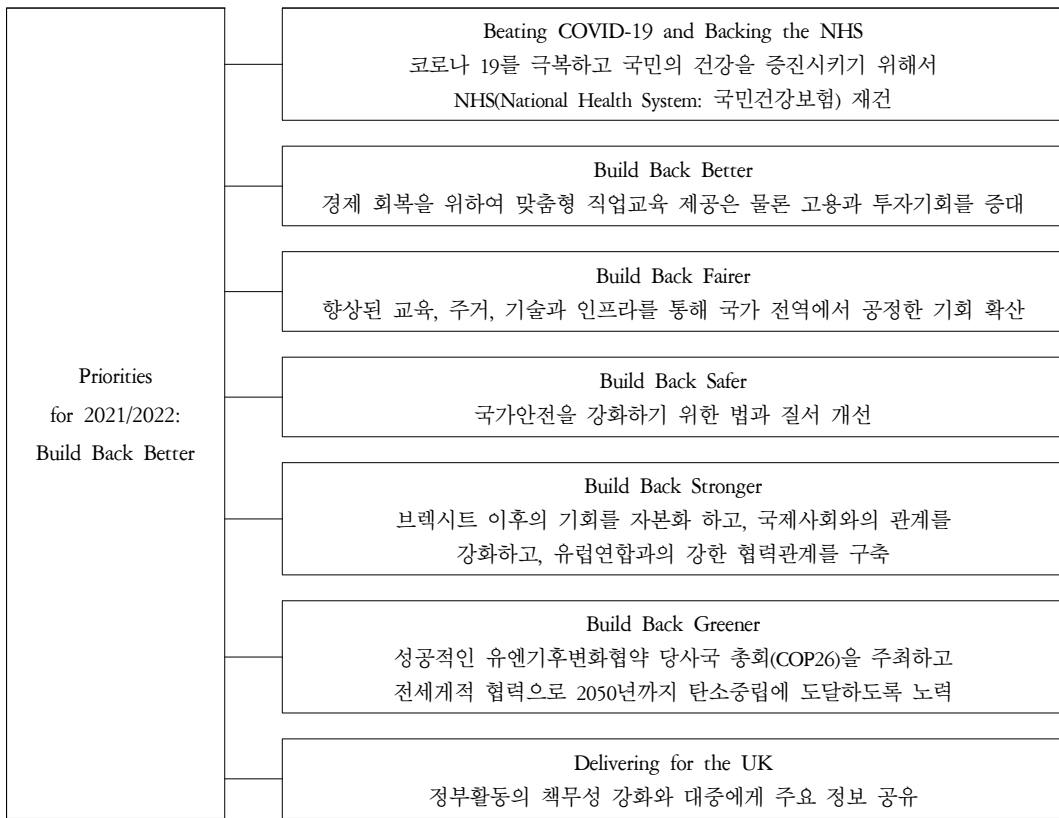 Priorities
for 2021/2022:
Build Back Better
Beating COVID-19 and Backing the NHS
코로나 19를 극복하고 국민의 건강을 증진시키기 위해서
NHS(National Health System: 국민건강보험) 재건
Build Back Better
경제 회복을 위하여 맞춤형 직업교육 제공은 물론 고용과 투자기회를 증대
Build Back Fairer
향상된 교육, 주거, 기술과 인프라를 통해 국가 전역에서 공정한 기회 확산
Build Back Safer
국가안전을 강화하기 위한 법과 질서 개선
Build Back Stronger
브렉시트 이후의 기회를 자본화 하고, 국제사회와의 관계를
강화하고, 유럽연합과의 강한 협력관계를 구축
Build Back Greener
성공적인 유엔기후변화협약 당사국 총회(COP26)을 주최하고
전세게적 협력으로 2050년까지 탄소중립에 도달하도록 노력
Delivering for the UK
정부활동의 책무성 강화와 대중에게 주요 정보 공유